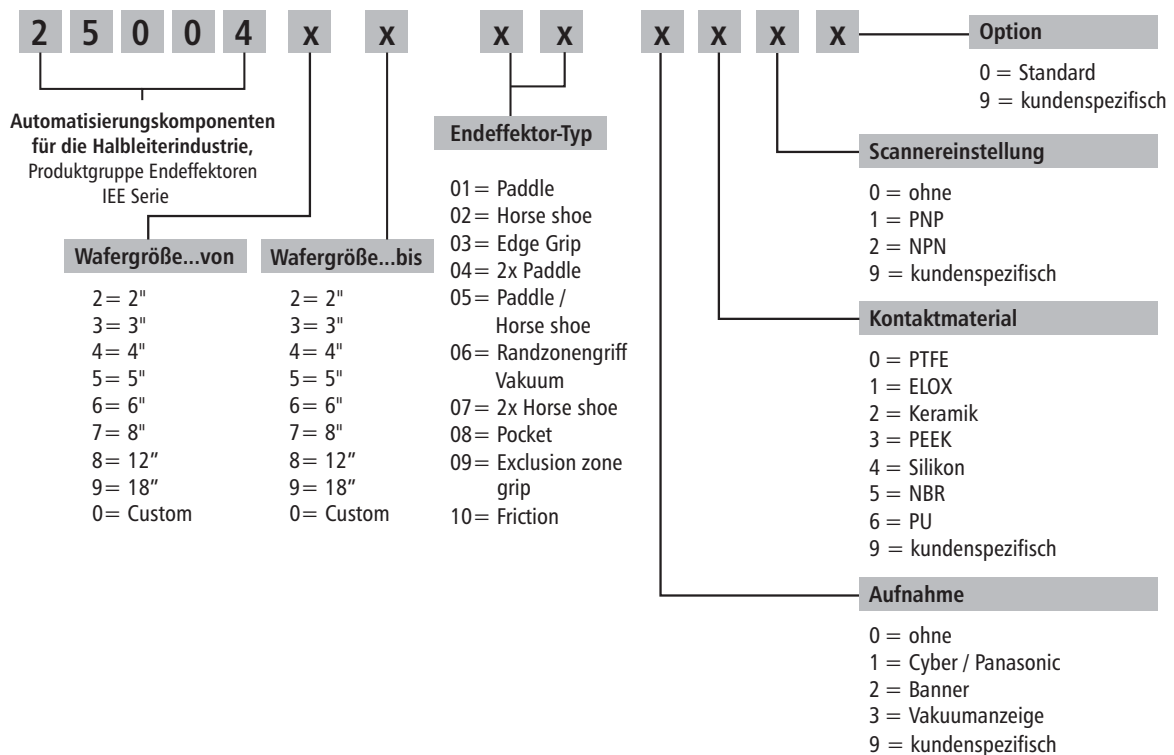 2 5 0 0 4 x x x x x x x x
Automatisierungskomponenten
für die Halbleiterindustrie,
Produktgruppe Endeffektoren
IEE Serie
Wafergröße...von
2= 2"
3= 3"
4= 4"
5= 5"
6= 6"
7= 8"
8= 12”
9= 18”
0= Custom
Wafergröße...bis
2= 2"
3= 3"
4= 4"
5= 5"
6= 6"
7= 8"
8= 12”
9= 18”
0= Custom
Endeffektor-Typ
01= Paddle
02= Horse shoe
03= Edge Grip
04= 2x Paddle
05= Paddle /
Horse shoe
06= Randzonengriff
Vakuum
07= 2x Horse shoe
08= Pocket
09= Exclusion zone
grip
10= Friction
Option
0 = Standard
9 = kundenspezifisch
Scannereinstellung
0 = ohne
1 = PNP
2 = NPN
9 = kundenspezifisch
Kontaktmaterial
0 = PTFE
1 = ELOX
2 = Keramik
3 = PEEK
4 = Silikon
5 = NBR
6 = PU
9 = kundenspezifisch
Aufnahme
0 = ohne
1 = Cyber / Panasonic
2 = Banner
3 = Vakuumanzeige
9 = kundenspezifisch